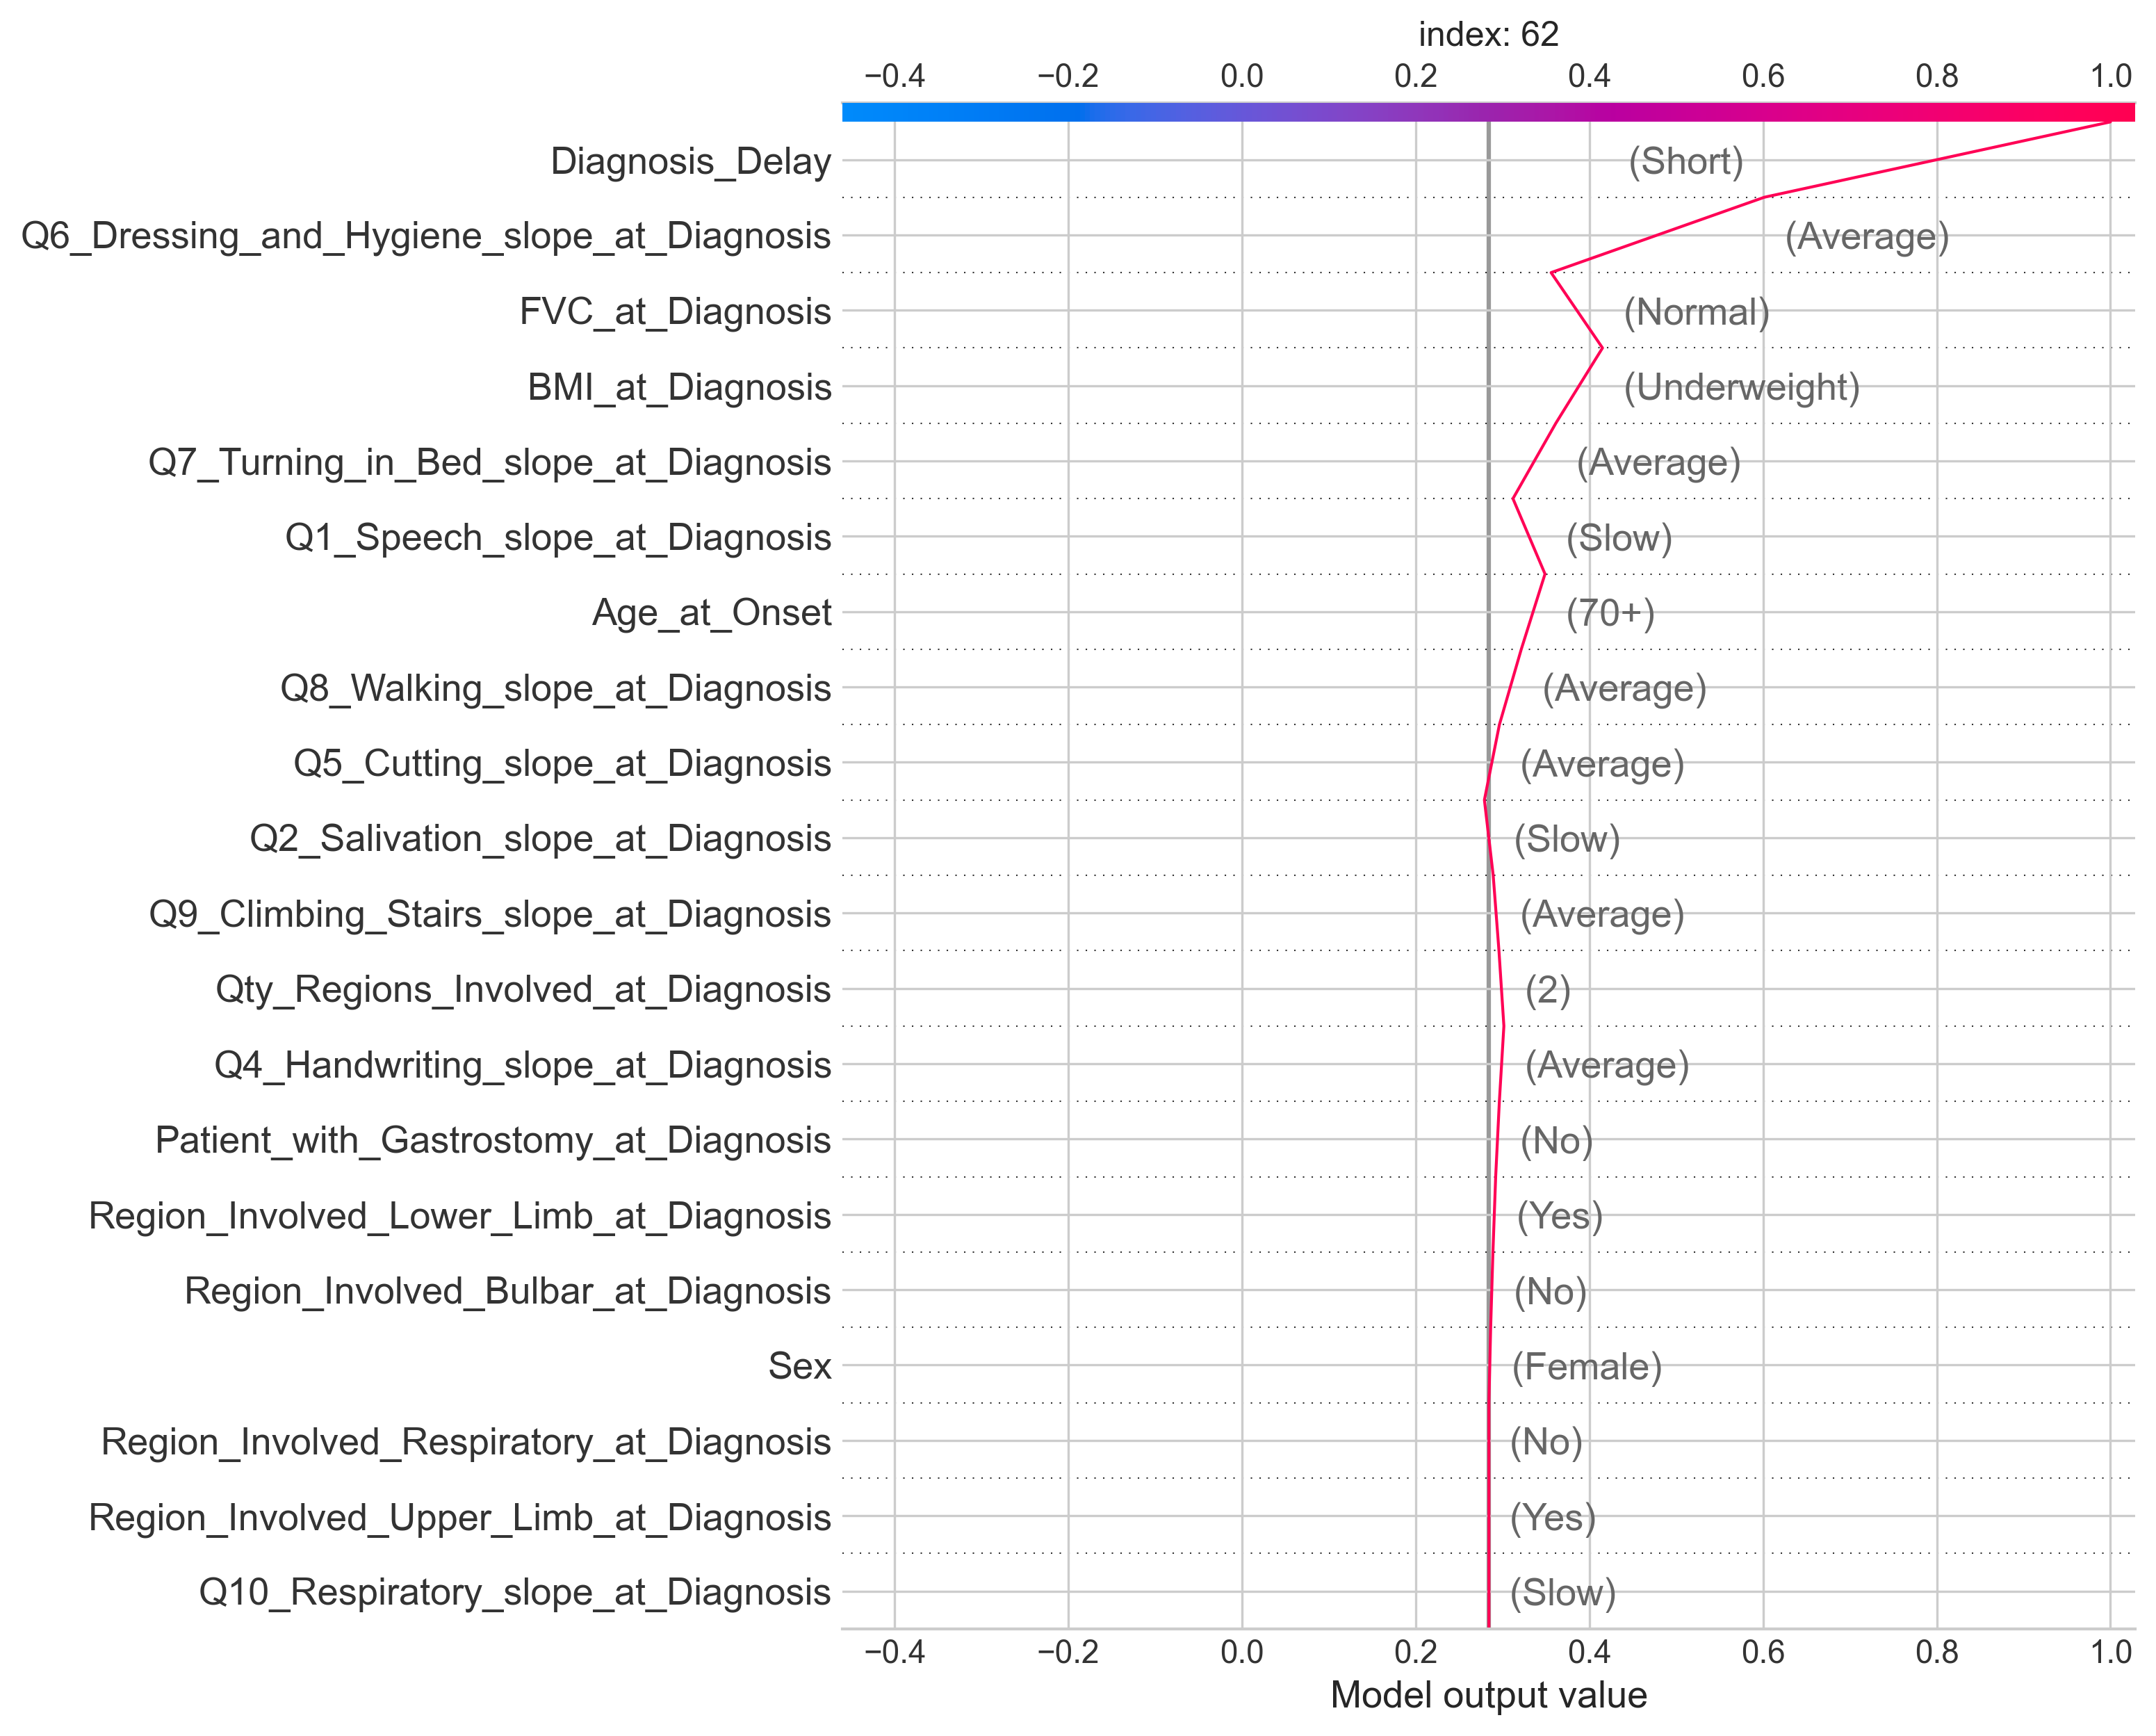 index: 62
−0.4 −0.2 0.0 0.2 0.4 0.6 0.8 1.0
Diagnosis_Delay (Short)
Q6_Dressing_and_Hygiene_slope_at_Diagnosis (Average)
FVC_at_Diagnosis (Normal)
BMI_at_Diagnosis (Underweight)
Q7_Turning_in_Bed_slope_at_Diagnosis (Average)
Q1_Speech_slope_at_Diagnosis (Slow)
Age_at_Onset (70+)
Q8_Walking_slope_at_Diagnosis (Average)
Q5_Cutting_slope_at_Diagnosis (Average)
Q2_Salivation_slope_at_Diagnosis (Slow)
Q9_Climbing_Stairs_slope_at_Diagnosis (Average)
Qty_Regions_Involved_at_Diagnosis (2)
Q4_Handwriting_slope_at_Diagnosis (Average)
Patient_with_Gastrostomy_at_Diagnosis (No)
Region_Involved_Lower_Limb_at_Diagnosis (Yes)
Region_Involved_Bulbar_at_Diagnosis (No)
Sex (Female)
Region_Involved_Respiratory_at_Diagnosis (No)
Region_Involved_Upper_Limb_at_Diagnosis (Yes)
Q10_Respiratory_slope_at_Diagnosis (Slow)
−0.4 −0.2 0.0 0.2 0.4 0.6 0.8 1.0
Model output value